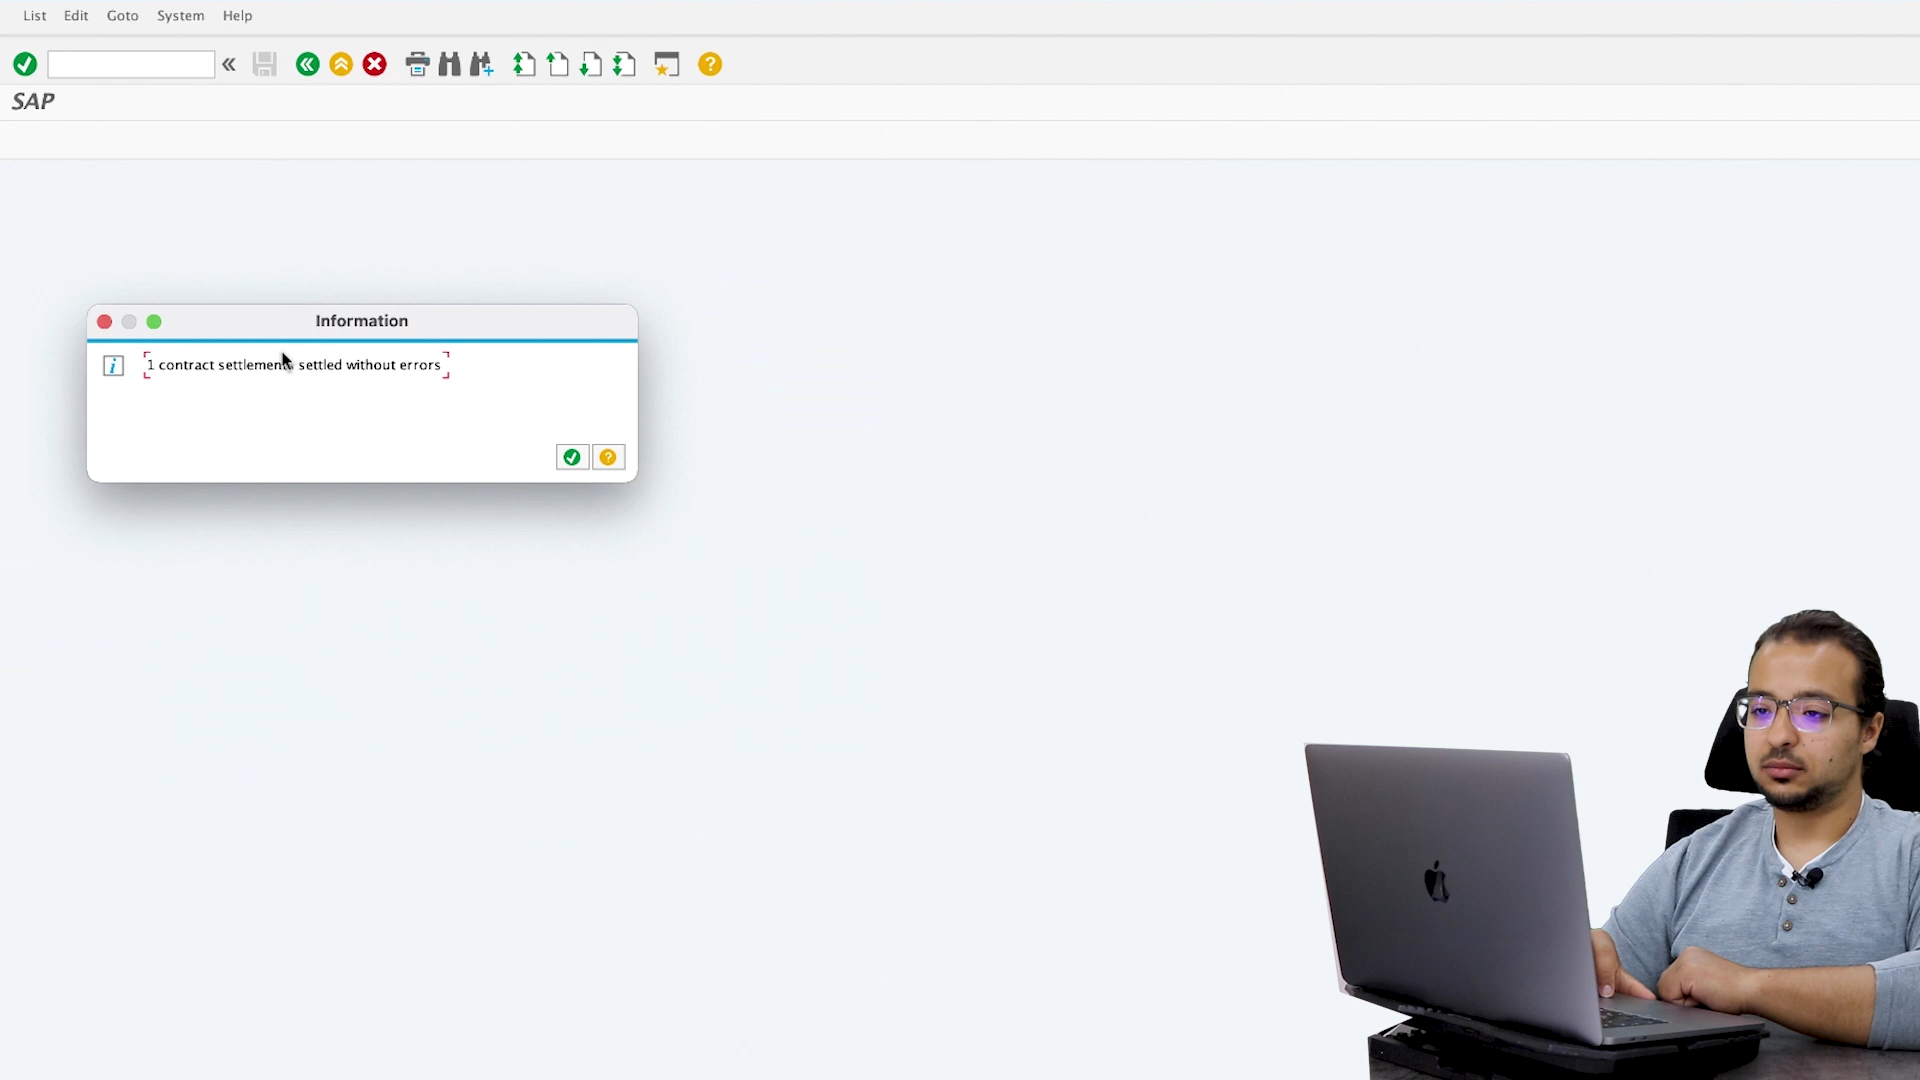 List Edit Goto System Help
SAP
Information
1 contract settlements settled without errors